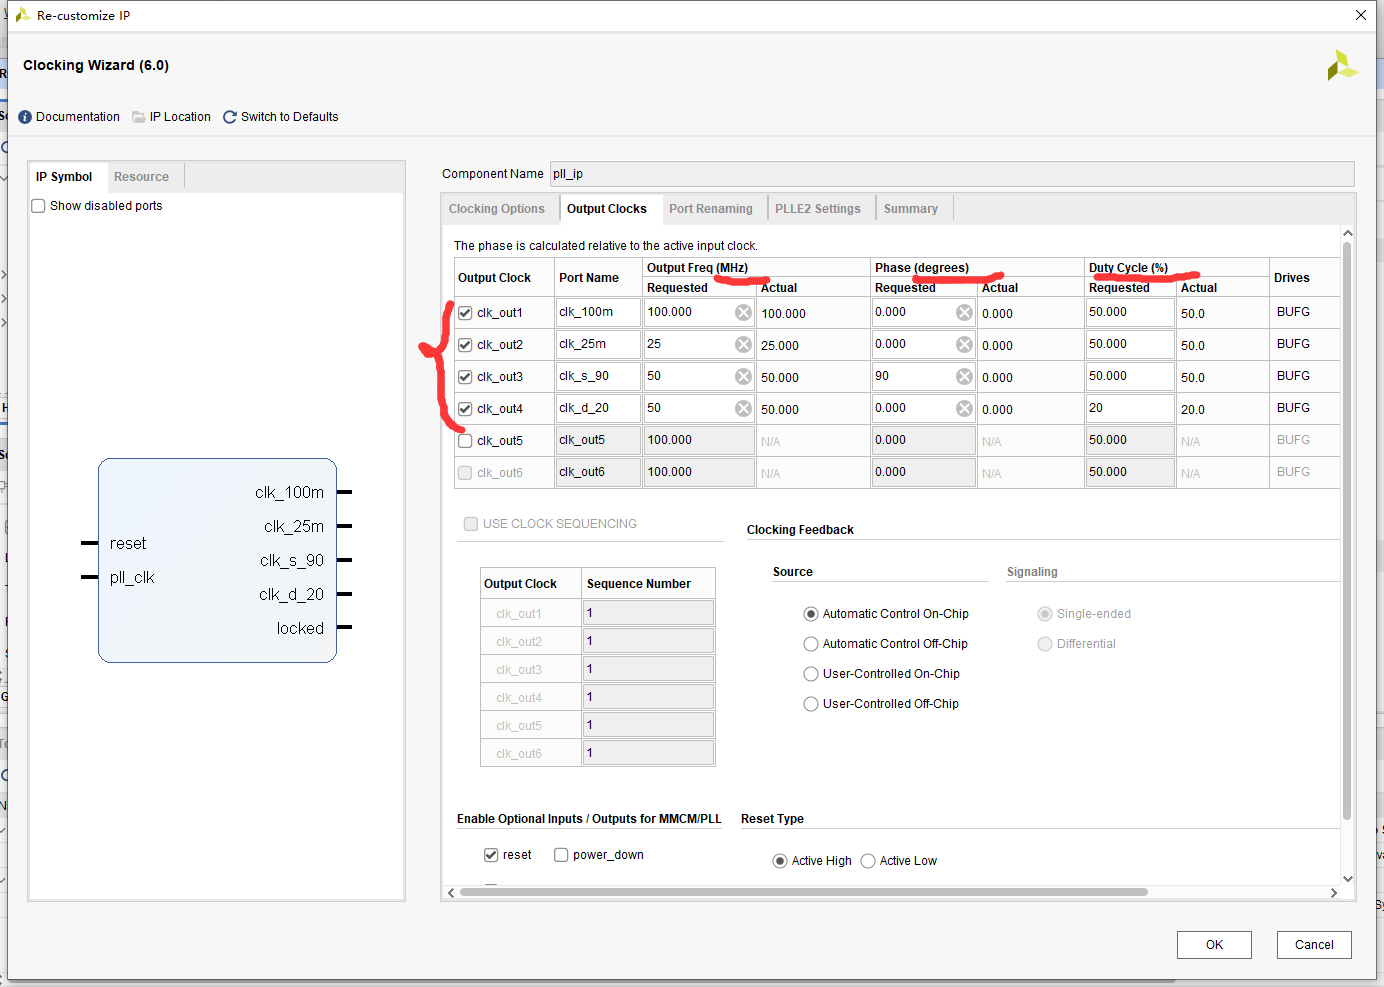 Re-customize IP
Clocking Wizard (6.0)
Documentation IP Location Switch to Defaults
IP Symbol Resource
Show disabled ports
reset
pll_clk
clk_100m
clk_25m
clk_s_90
clk_d_20
locked
Component Name pll_ip
Clocking Options Output Clocks Port Renaming PLLE2 Settings Summary
The phase is calculated relative to the active input clock.
Output Clock Port Name Output Freq (MHz) Phase (degrees) Duty Cycle (%) Drives
Requested Actual Requested Actual Requested Actual
clk_out1 clk_100m 100.000 100.000 0.000 0.000 50.000 50.0 BUFG
clk_out2 clk_25m 25 25.000 0.000 0.000 50.000 50.0 BUFG
clk_out3 clk_s_90 50 50.000 90 0.000 50.000 50.0 BUFG
clk_out4 clk_d_20 50 50.000 0.000 0.000 20 20.0 BUFG
clk_out5 clk_out5 100.000 N/A 0.000 N/A 50.000 N/A BUFG
clk_out6 clk_out6 100.000 N/A 0.000 N/A 50.000 N/A BUFG
USE CLOCK SEQUENCING
Output Clock Sequence Number
clk_out1 1
clk_out2 1
clk_out3 1
clk_out4 1
clk_out5 1
clk_out6 1
Clocking Feedback
Source Signaling
Automatic Control On-Chip Single-ended
Automatic Control Off-Chip Differential
User-Controlled On-Chip
User-Controlled Off-Chip
Enable Optional Inputs / Outputs for MMCM/PLL Reset Type
reset power_down Active High Active Low
OK Cancel